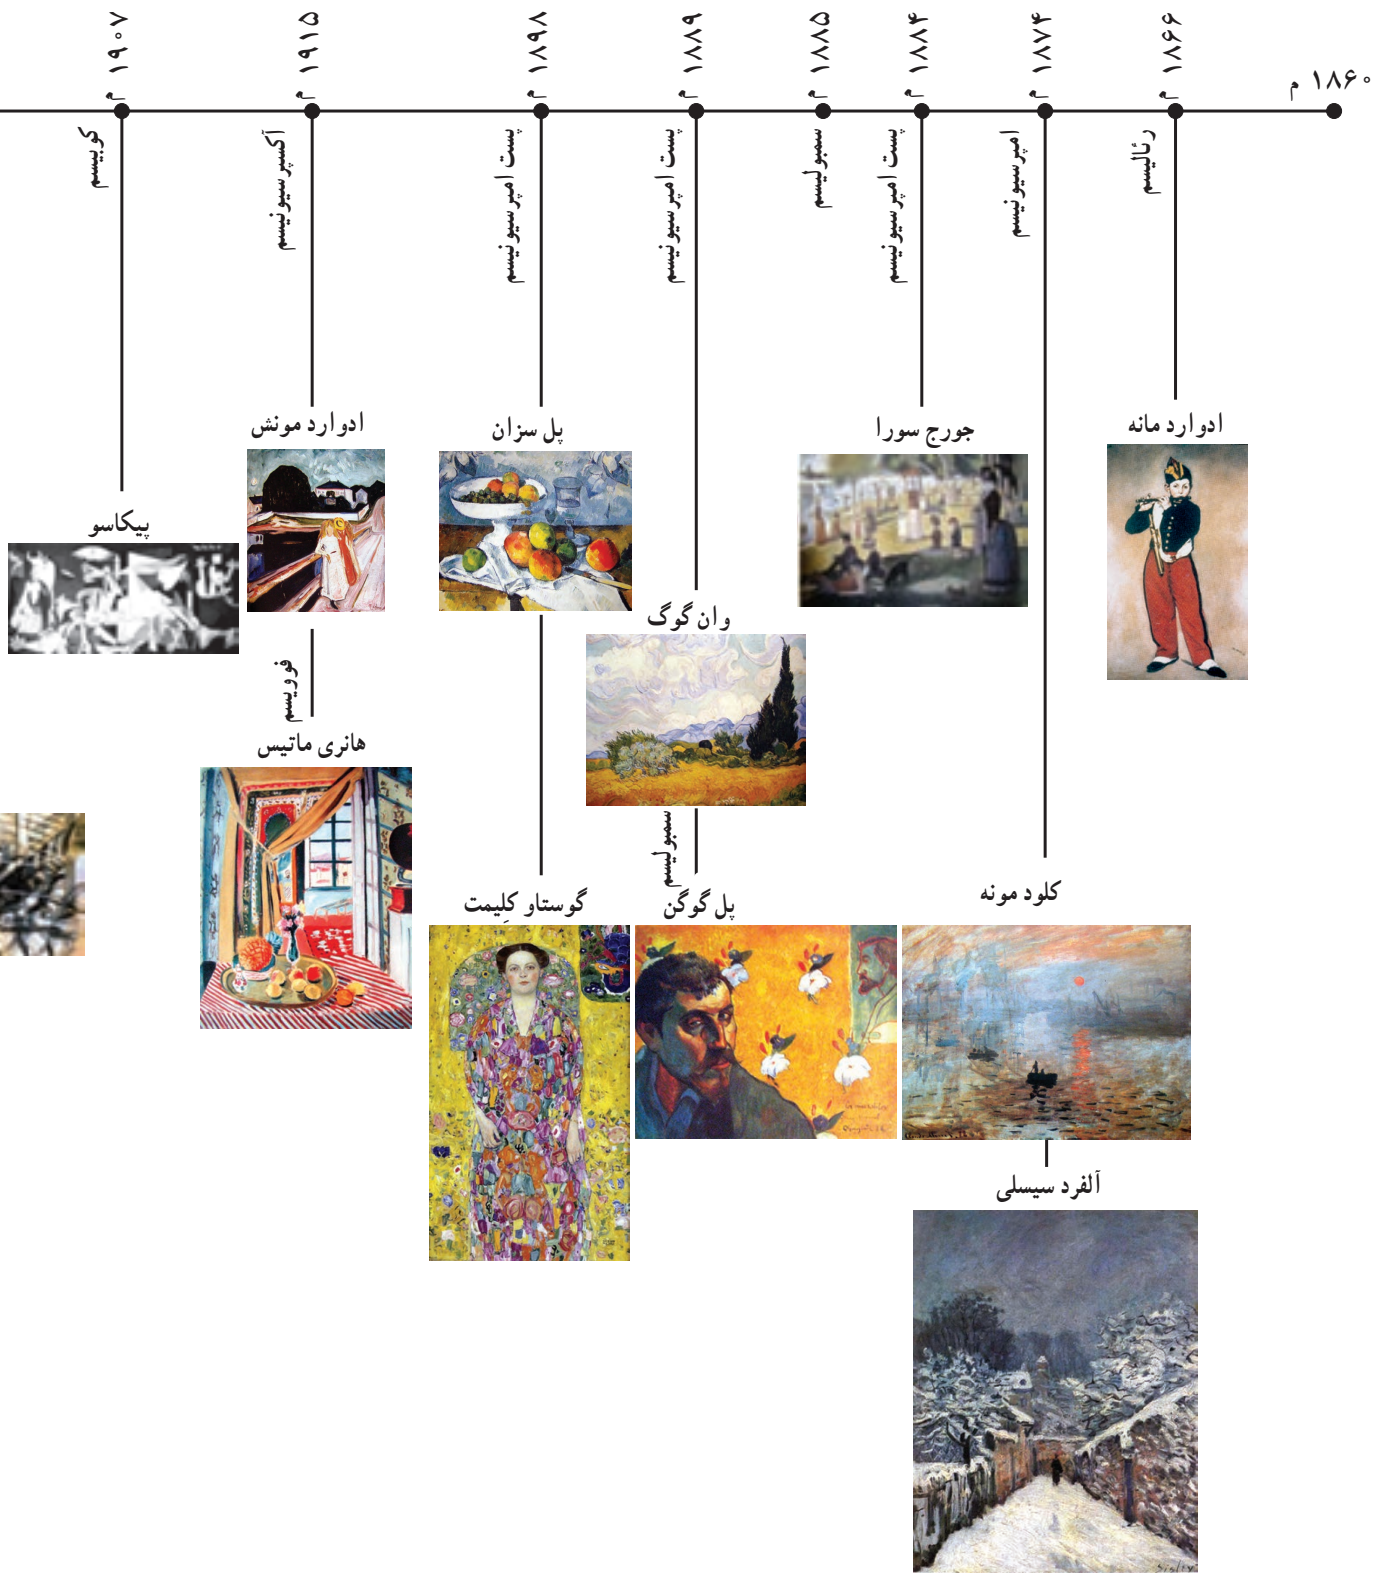 ۱۸۶۰ م
۱۸۶۶ م
۱۸۷۴ م
۱۸۸۴ م
۱۸۸۵ م
۱۸۸۹ م
۱۸۹۸ م
۱۹۱۵ م
۱۹۰۷ م
رئالیسم
امپرسیونیسم
پست امپرسیونیسم
سمبولیسم
پست امپرسیونیسم
پست امپرسیونیسم
اکسپرسیونیسم
کوبیسم
ادوارد مانه
جورج سورا
پل سزان
ادوارد مونش
پیکاسو
وان گوگ
فوویسم
هانری ماتیس
سمبولیسم
کلود مونه
پل گوگن
گوستاو کلِیمت
آلفرد سیسلی